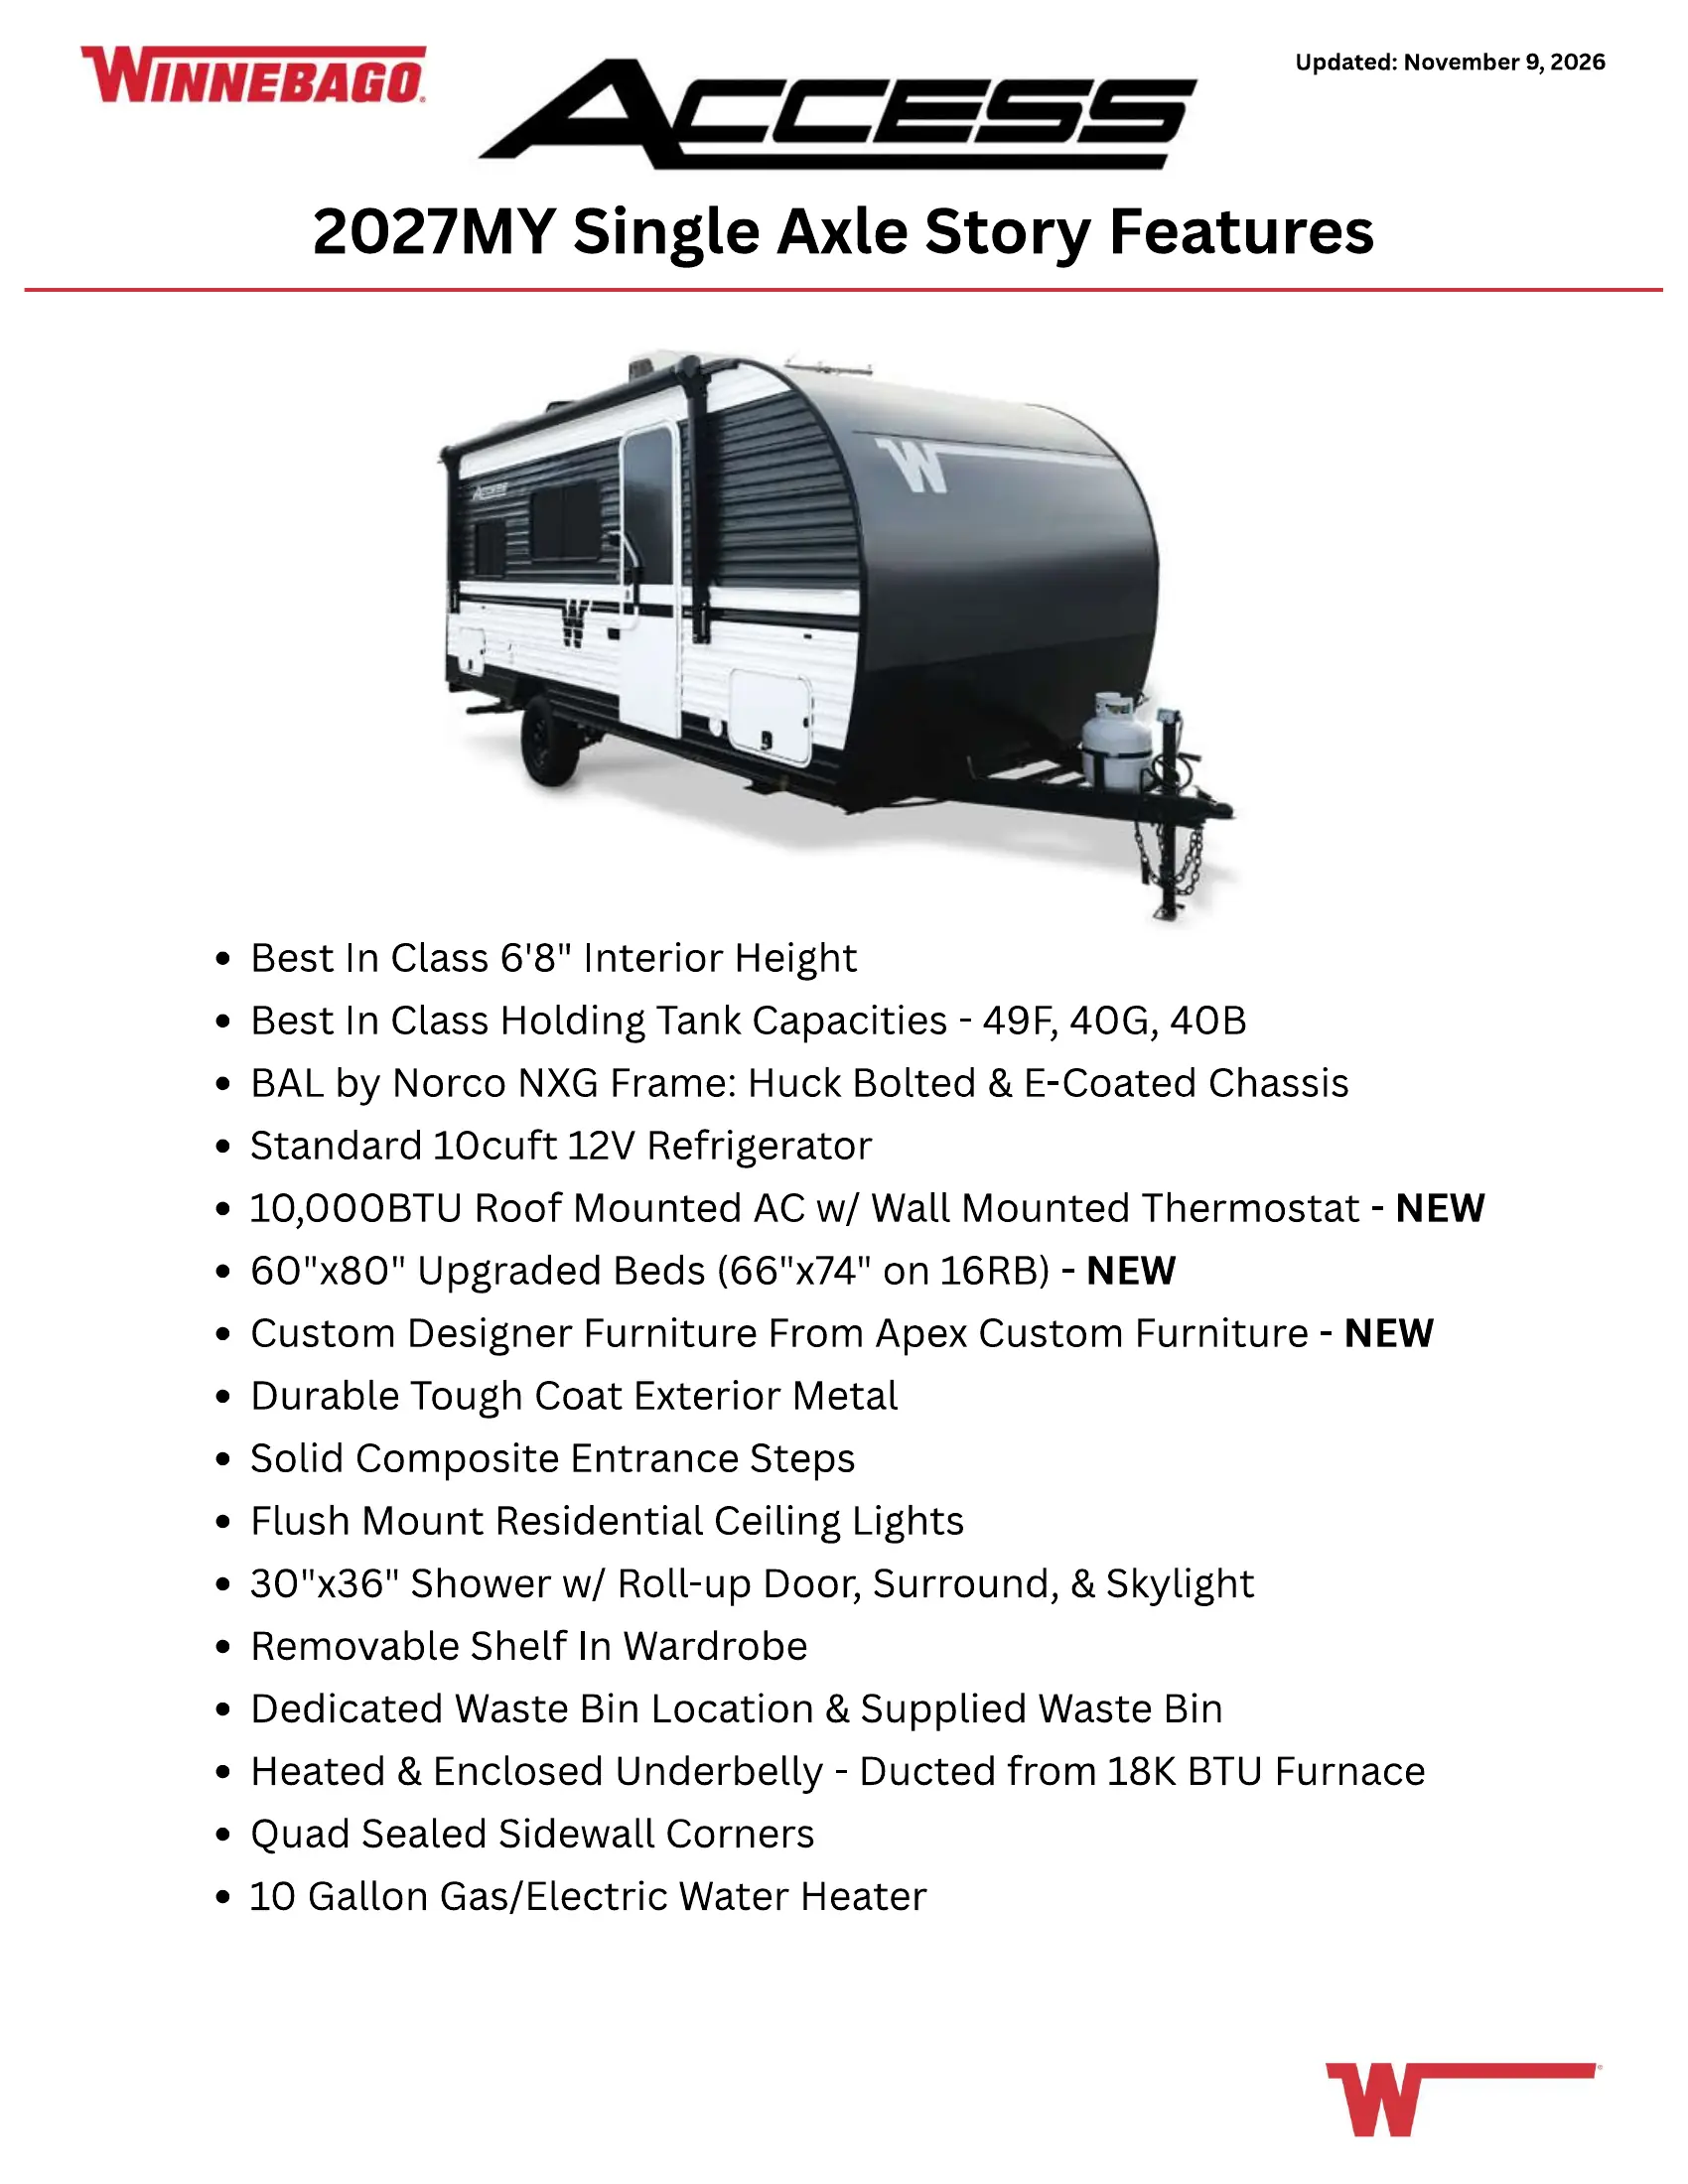 WINNEBAGO
Updated: November 9, 2026
ACCESS
2027MY Single Axle Story Features
W
ACCESS
W
• Best In Class 6'8" Interior Height
• Best In Class Holding Tank Capacities - 49F, 40G, 40B
• BAL by Norco NXG Frame: Huck Bolted & E-Coated Chassis
• Standard 10cuft 12V Refrigerator
• 10,000BTU Roof Mounted AC w/ Wall Mounted Thermostat - NEW
• 60"x80" Upgraded Beds (66"x74" on 16RB) - NEW
• Custom Designer Furniture From Apex Custom Furniture - NEW
• Durable Tough Coat Exterior Metal
• Solid Composite Entrance Steps
• Flush Mount Residential Ceiling Lights
• 30"x36" Shower w/ Roll-up Door, Surround, & Skylight
• Removable Shelf In Wardrobe
• Dedicated Waste Bin Location & Supplied Waste Bin
• Heated & Enclosed Underbelly - Ducted from 18K BTU Furnace
• Quad Sealed Sidewall Corners
• 10 Gallon Gas/Electric Water Heater
W